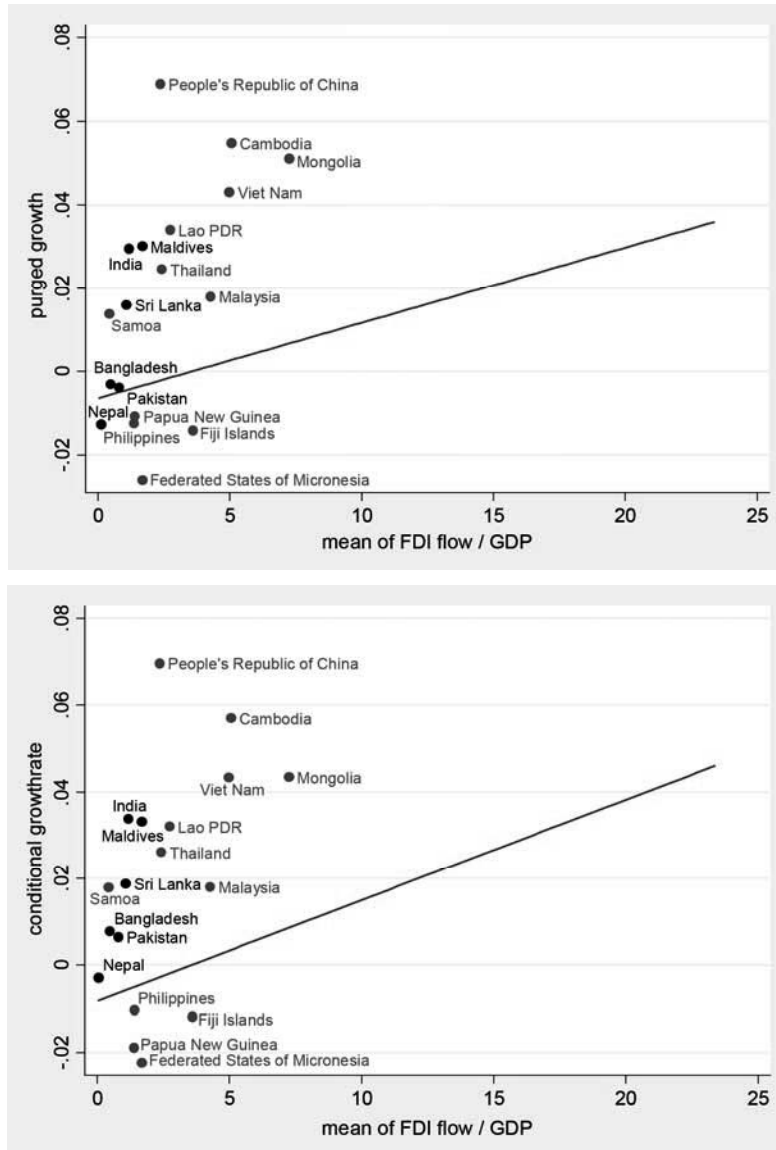 .08
People's Republic of China
.06
Cambodia
Mongolia
Viet Nam
.04
Lao PDR
Maldives
India
Thailand
.02
Malaysia
Sri Lanka
Samoa
purged growth
0
Bangladesh
Pakistan
Nepal
Papua New Guinea
Philippines
Fiji Islands
-.02
Federated States of Micronesia
0 5 10 15 20 25
mean of FDI flow / GDP
.08
People's Republic of China
.06
Cambodia
Mongolia
Viet Nam
.04
India
Maldives
Lao PDR
Thailand
.02
Sri Lanka
Malaysia
Samoa
Bangladesh
Pakistan
conditional growthrate
0
Nepal
Philippines
Fiji Islands
Papua New Guinea
-.02
Federated States of Micronesia
0 5 10 15 20 25
mean of FDI flow / GDP